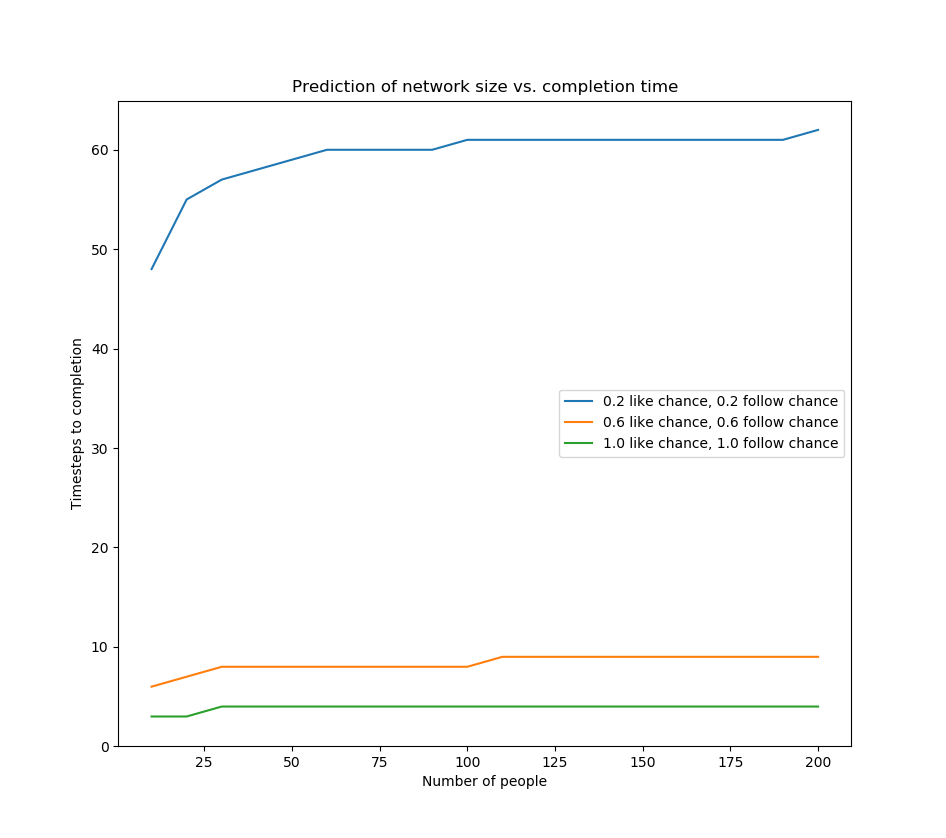 Prediction of network size vs. completion time
60
50
40
30
20
10
0
Timesteps to completion
0.2 like chance, 0.2 follow chance
0.6 like chance, 0.6 follow chance
1.0 like chance, 1.0 follow chance
25 50 75 100 125 150 175 200
Number of people